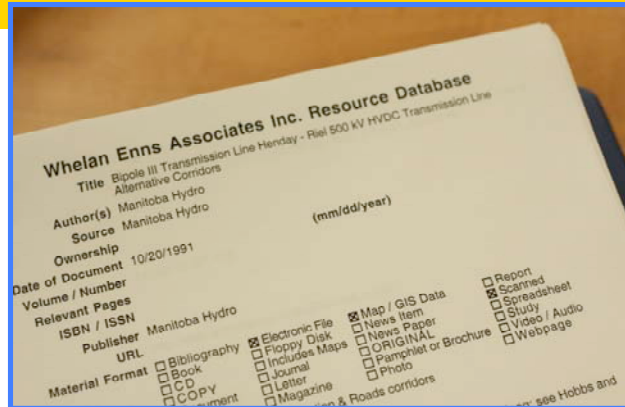 Whelan Enns Associates Inc. Resource Database
Title Bipole III Transmission Line Henday - Riel 500 kV HVDC Transmission Line
Alternative Corridors
Author(s) Manitoba Hydro
Source Manitoba Hydro
Ownership
Date of Document 10/20/1991 (mm/dd/year)
Volume / Number
Relevant Pages
ISBN / ISSN
Publisher Manitoba Hydro
URL
Material Format ☐ Bibliography ☒ Electronic File ☒ Map / GIS Data ☐ Report
☐ Book ☐ Floppy Disk ☐ News Item ☒ Scanned
☐ CD ☐ Includes Maps ☐ News Paper ☐ Spreadsheet
☐ COPY ☐ Journal ☐ ORIGINAL ☐ Study
☐ Letter ☐ Pamphlet or Brochure ☐ Video / Audio
☐ Magazine ☐ Photo ☐ Webpage
& Roads corridors
see Hobbs and